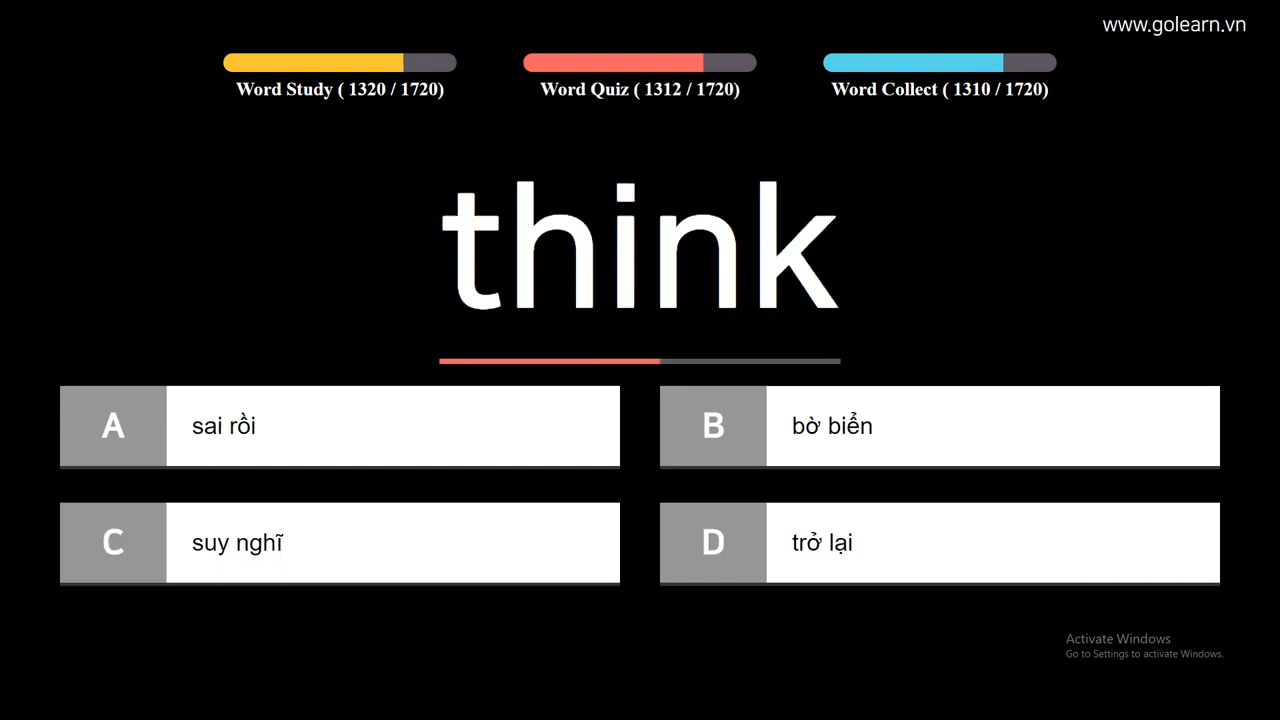 www.golearn.vn
Word Study ( 1320 / 1720)
Word Quiz ( 1312 / 1720)
Word Collect ( 1310 / 1720)
think
A sai rồi
B bờ biển
C suy nghĩ
D trở lại
Activate Windows
Go to Settings to activate Windows.